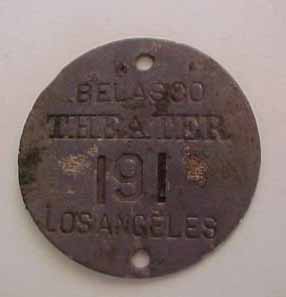 BELASCO
THEATER
191
LOS ANGELES